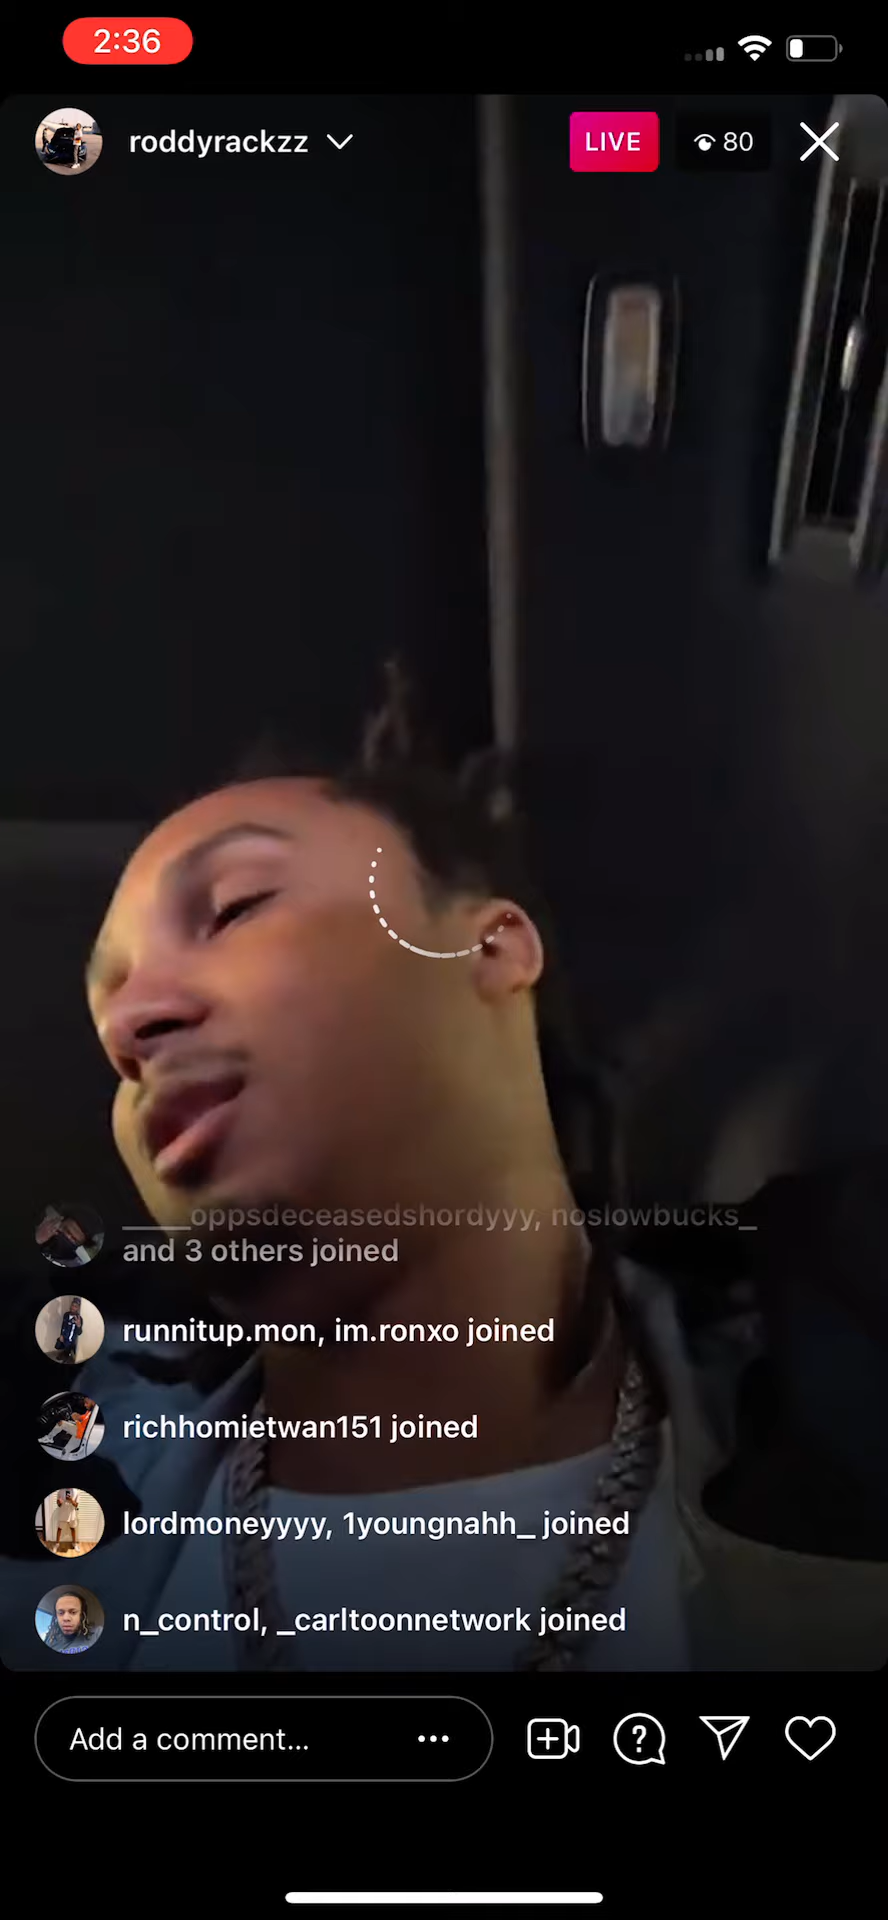 2:36
roddyrackzz
LIVE
80
____oppsdeceasedshordyyy, noslowbucks_
and 3 others joined
runnitup.mon, im.ronxo joined
richhomietwan151 joined
lordmoneyyyy, 1youngnahh_ joined
n_control, _carltoonnetwork joined
Add a comment...